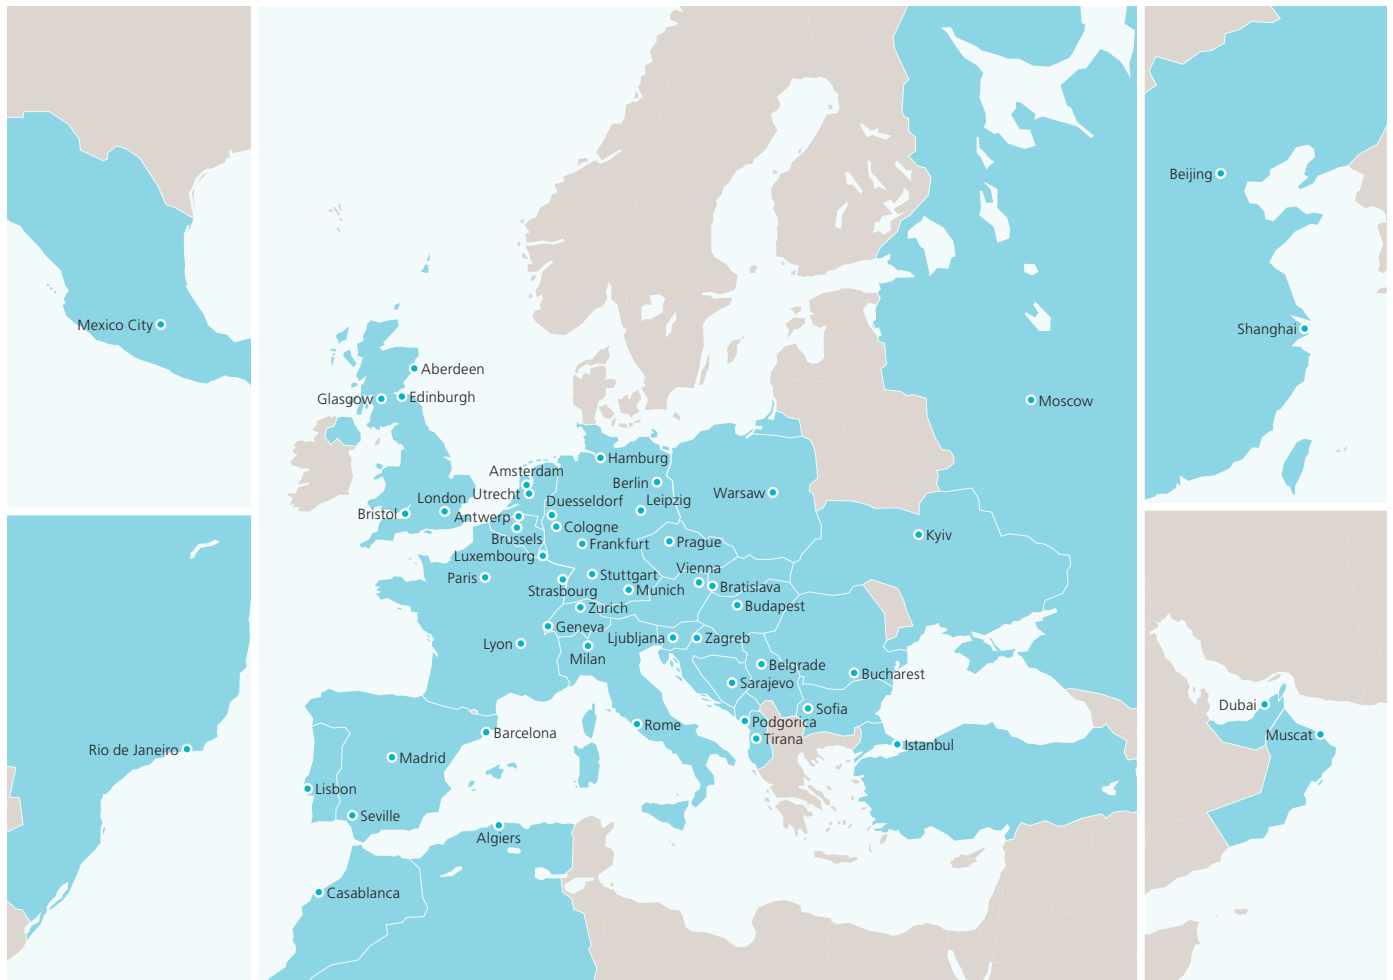 Mexico City
Rio de Janeiro
Aberdeen
Glasgow
Edinburgh
Hamburg
Amsterdam
Berlin
Utrecht
Warsaw
London
Duesseldorf
Leipzig
Bristol
Antwerp
Cologne
Kyiv
Brussels
Frankfurt
Prague
Luxembourg
Vienna
Paris
Stuttgart
Strasbourg
Munich
Bratislava
Zurich
Budapest
Geneva
Lyon
Ljubljana
Zagreb
Milan
Belgrade
Bucharest
Sarajevo
Sofia
Podgorica
Rome
Barcelona
Tirana
Istanbul
Madrid
Lisbon
Seville
Algiers
Casablanca
Moscow
Beijing
Shanghai
Dubai
Muscat